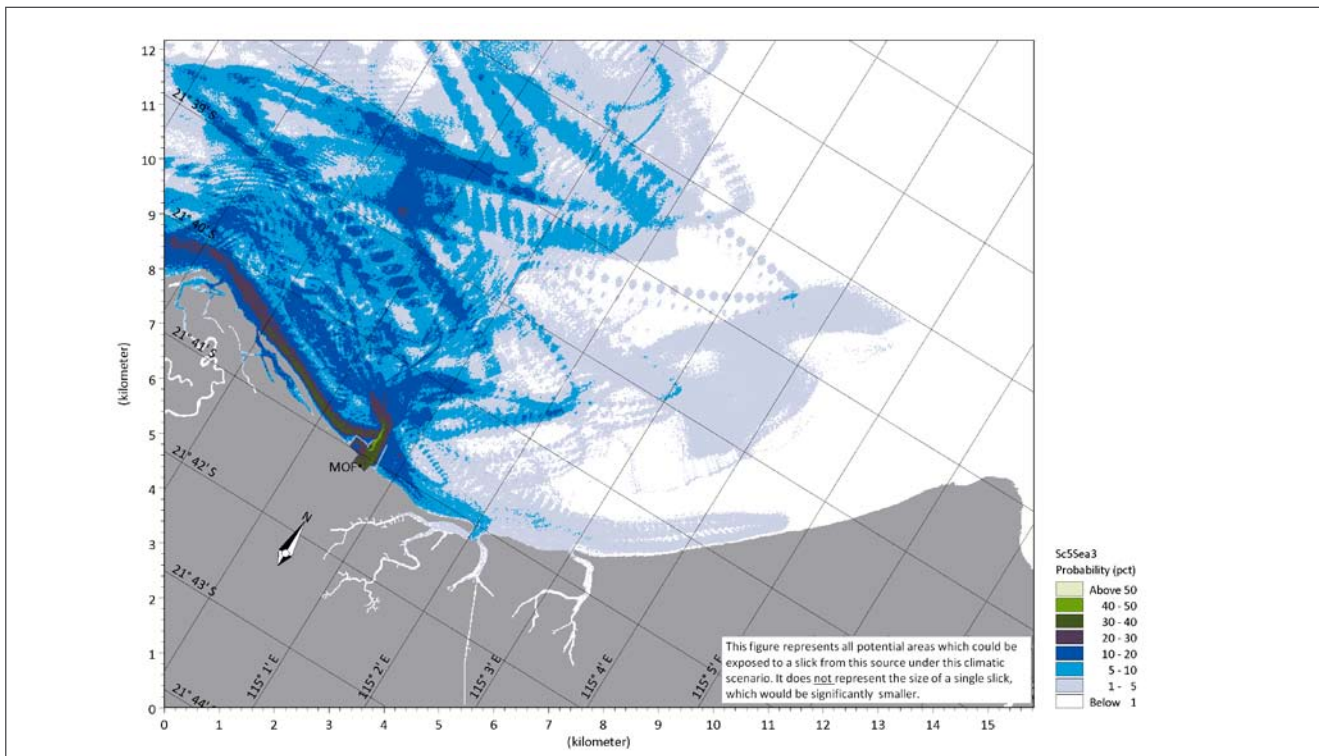 12
11
10
9
8
7
6
5
4
3
2
1
0
(kilometer)
21° 39' S
21° 40' S
21° 41' S
21° 42' S
21° 43' S
21° 44' S
MOF
N
115° 1' E
115° 2' E
115° 3' E
115° 4' E
115° 5' E
0 1 2 3 4 5 6 7 8 9 10 11 12 13 14 15
(kilometer)
This figure represents all potential areas which could be
exposed to a slick from this source under this climatic
scenario. It does not represent the size of a single slick,
which would be significantly smaller.
Sc5Sea3
Probability (pct)
Above 50
40 - 50
30 - 40
20 - 30
10 - 20
5 - 10
1 - 5
Below 1